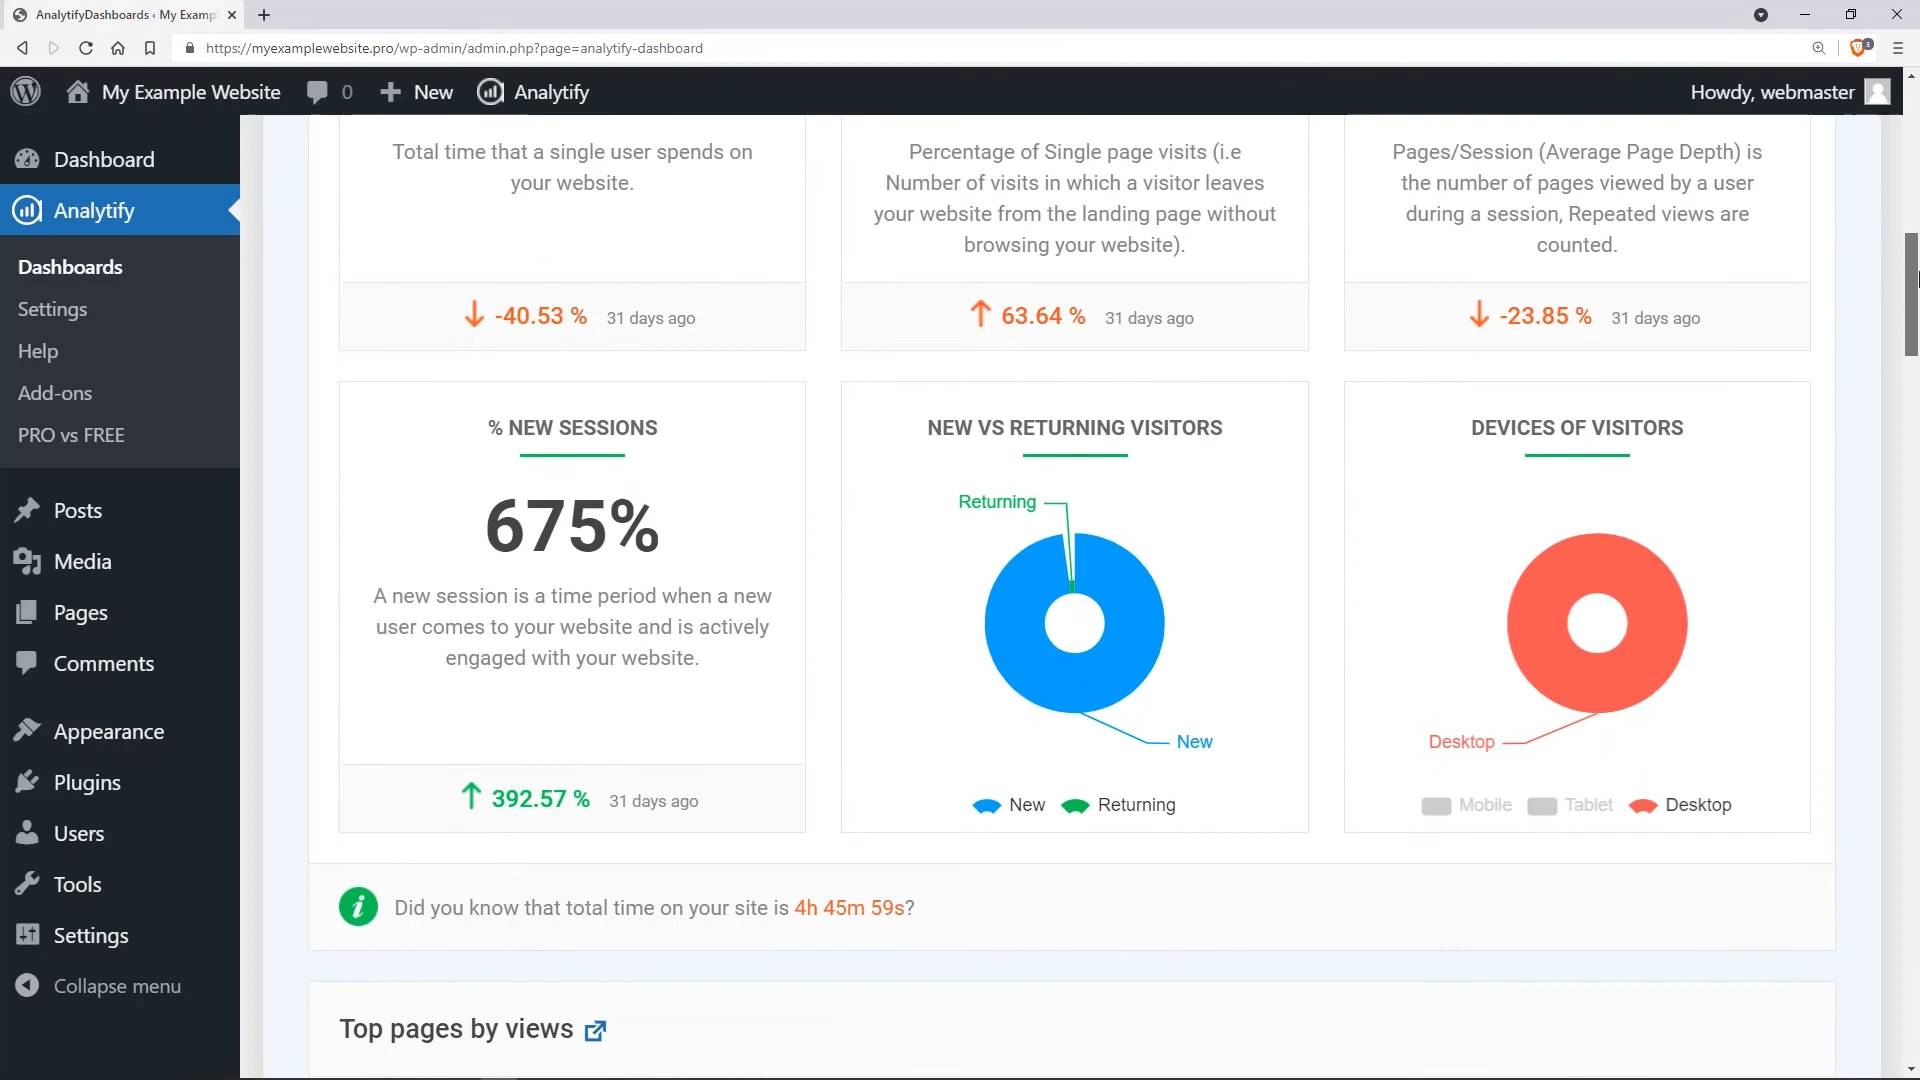 AnalytifyDashboards ‹ My Examp
https://myexamplewebsite.pro/wp-admin/admin.php?page=analytify-dashboard
3
My Example Website
0
New
Analytify
Howdy, webmaster
Dashboard
Analytify
Dashboards
Settings
Help
Add-ons
PRO vs FREE
Posts
Media
Pages
Comments
Appearance
Plugins
Users
Tools
Settings
Collapse menu
Total time that a single user spends on
your website.
-40.53 % 31 days ago
Percentage of Single page visits (i.e
Number of visits in which a visitor leaves
your website from the landing page without
browsing your website).
63.64 % 31 days ago
Pages/Session (Average Page Depth) is
the number of pages viewed by a user
during a session, Repeated views are
counted.
-23.85 % 31 days ago
% NEW SESSIONS
675%
A new session is a time period when a new
user comes to your website and is actively
engaged with your website.
392.57 % 31 days ago
NEW VS RETURNING VISITORS
Returning
New
New Returning
DEVICES OF VISITORS
Desktop
Mobile Tablet Desktop
Did you know that total time on your site is 4h 45m 59s?
Top pages by views